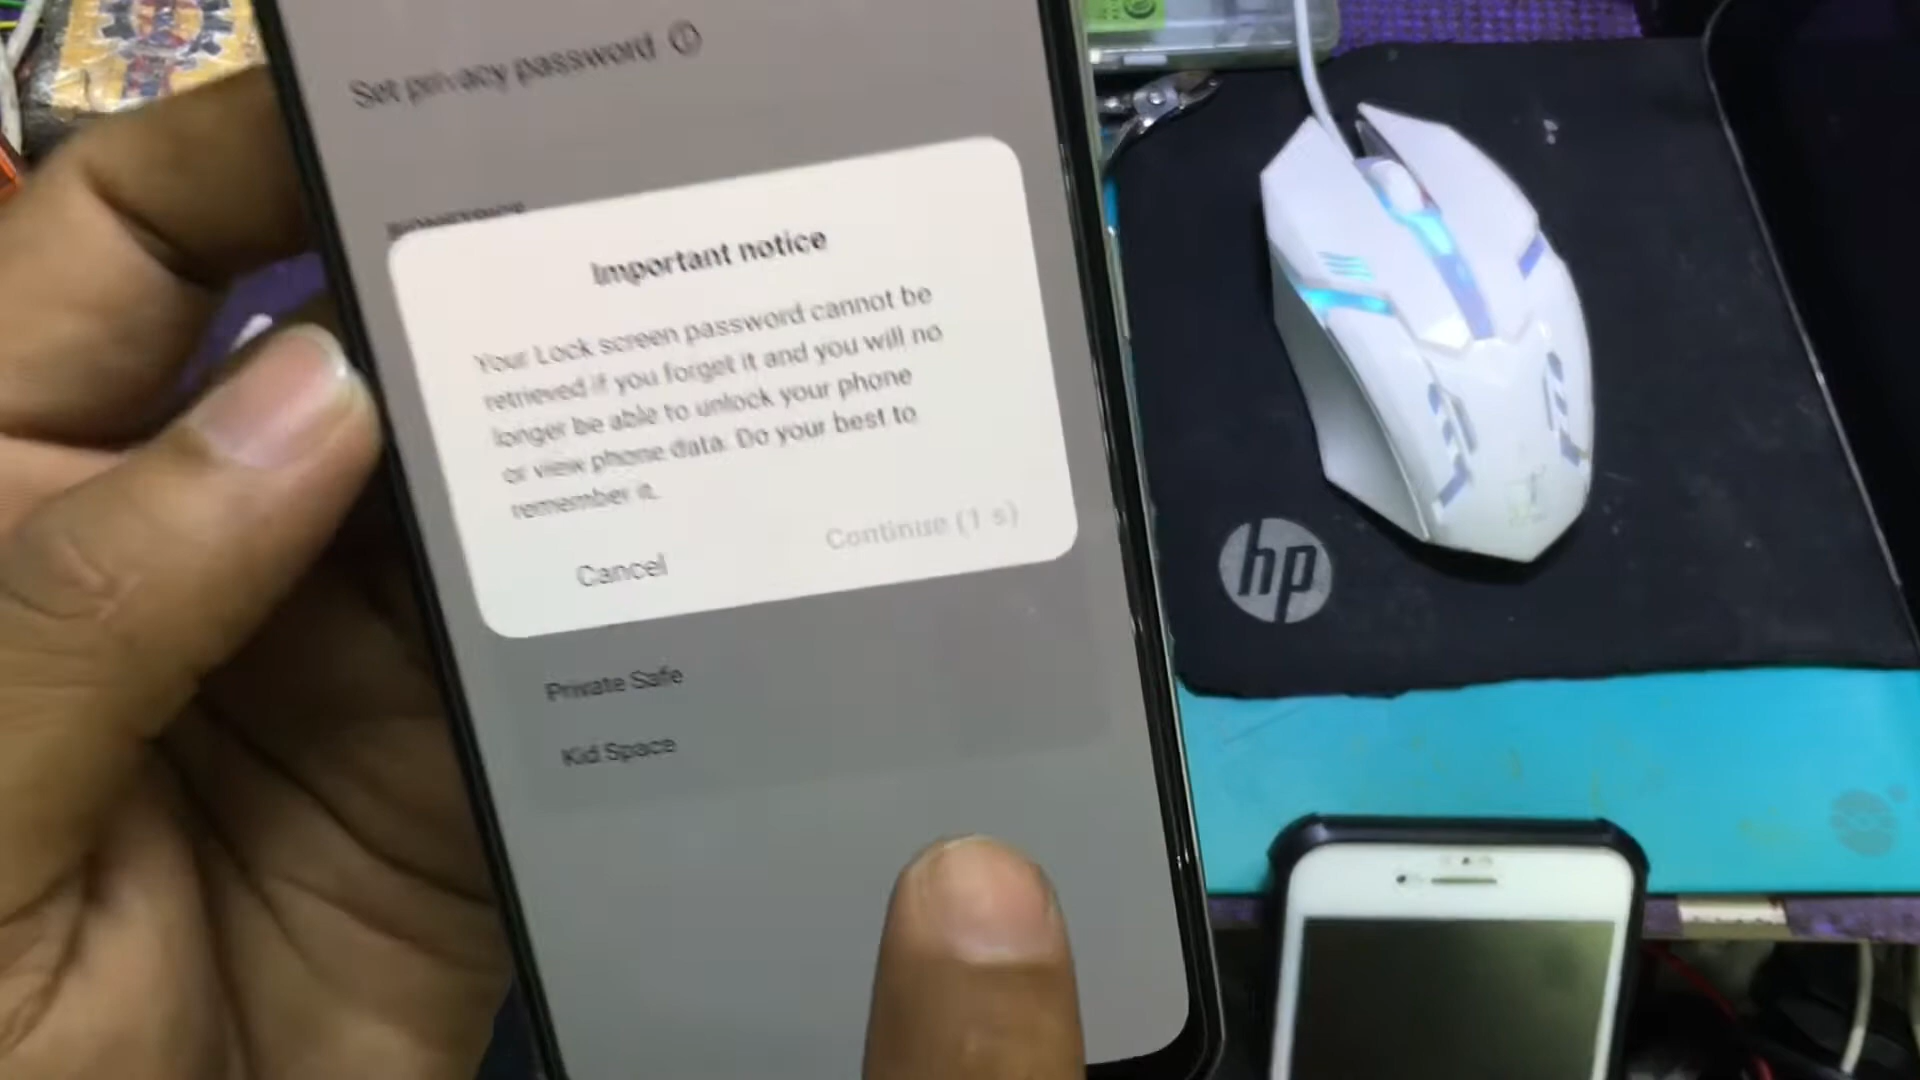 Set privacy password
Important notice
Your Lock screen password cannot be
retrieved if you forget it and you will no
longer be able to unlock your phone
or view phone data. Do your best to
remember it.
Cancel
Continue (1 s)
Private Safe
Kid Space
hp